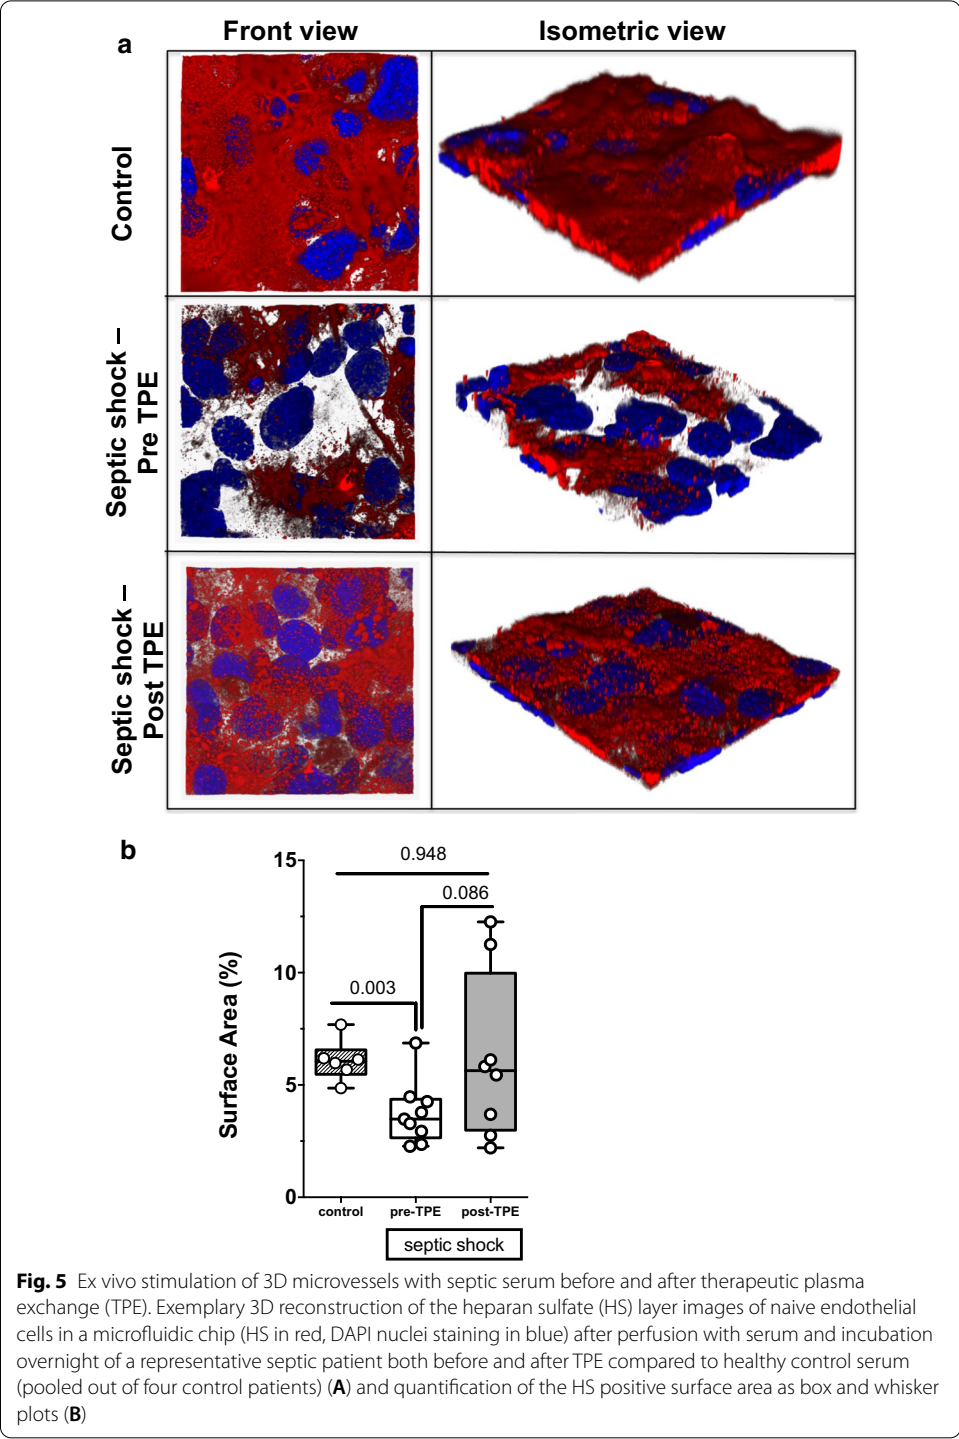 Front view
Isometric view
a
Control
Septic shock –
Pre TPE
Septic shock –
Post TPE
b
Surface Area (%)
15
10
5
0
0.948
0.086
0.003
control
pre-TPE
post-TPE
septic shock
Fig. 5 Ex vivo stimulation of 3D microvessels with septic serum before and after therapeutic plasma
exchange (TPE). Exemplary 3D reconstruction of the heparan sulfate (HS) layer images of naive endothelial
cells in a microfluidic chip (HS in red, DAPI nuclei staining in blue) after perfusion with serum and incubation
overnight of a representative septic patient both before and after TPE compared to healthy control serum
(pooled out of four control patients) (A) and quantification of the HS positive surface area as box and whisker
plots (B)